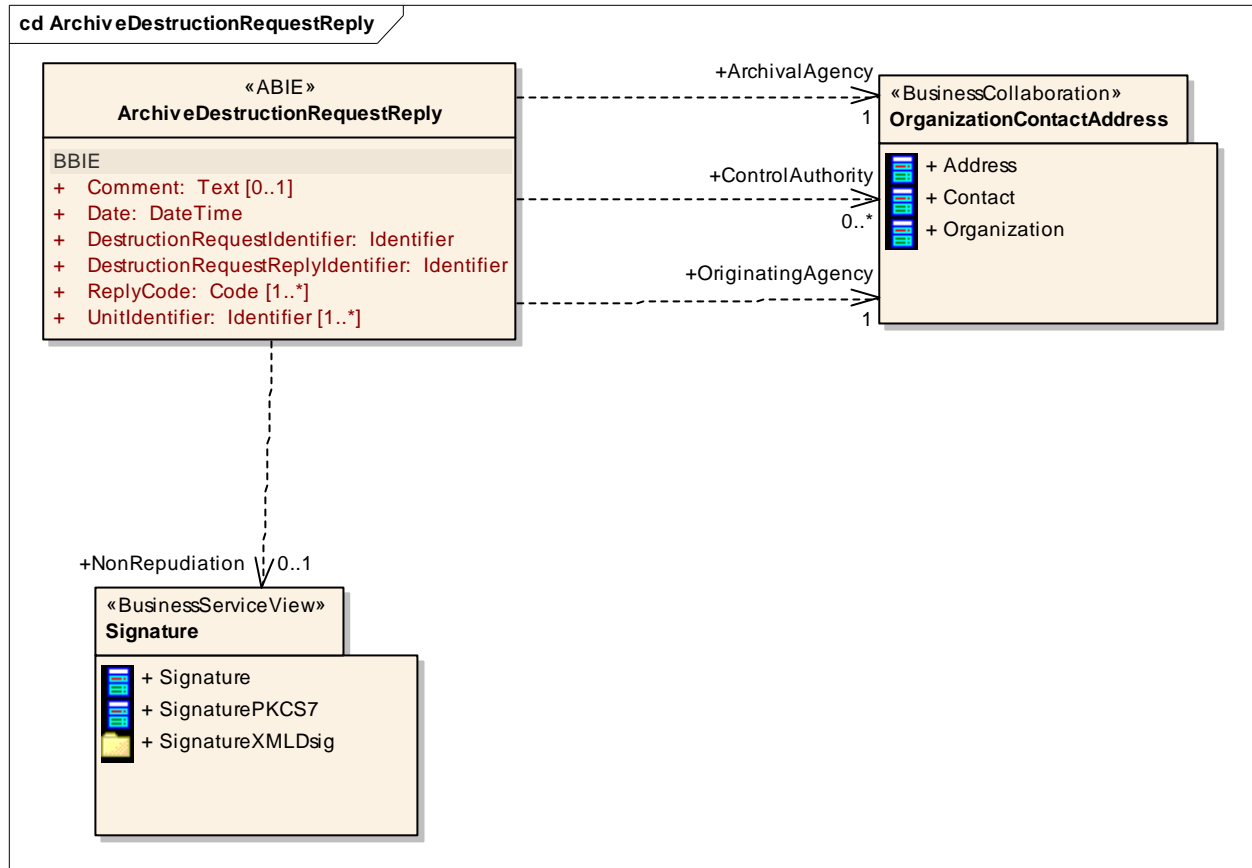 cd ArchiveDestructionRequestReply
«ABIE»
ArchiveDestructionRequestReply
BBIE
+ Comment: Text [0..1]
+ Date: DateTime
+ DestructionRequestIdentifier: Identifier
+ DestructionRequestReplyIdentifier: Identifier
+ ReplyCode: Code [1..*]
+ UnitIdentifier: Identifier [1..*]
+ArchivalAgency
1
+ControlAuthority
0..*
+OriginatingAgency
1
«BusinessCollaboration»
OrganizationContactAddress
+ Address
+ Contact
+ Organization
+NonRepudiation 0..1
«BusinessServiceView»
Signature
+ Signature
+ SignaturePKCS7
+ SignatureXMLDsig